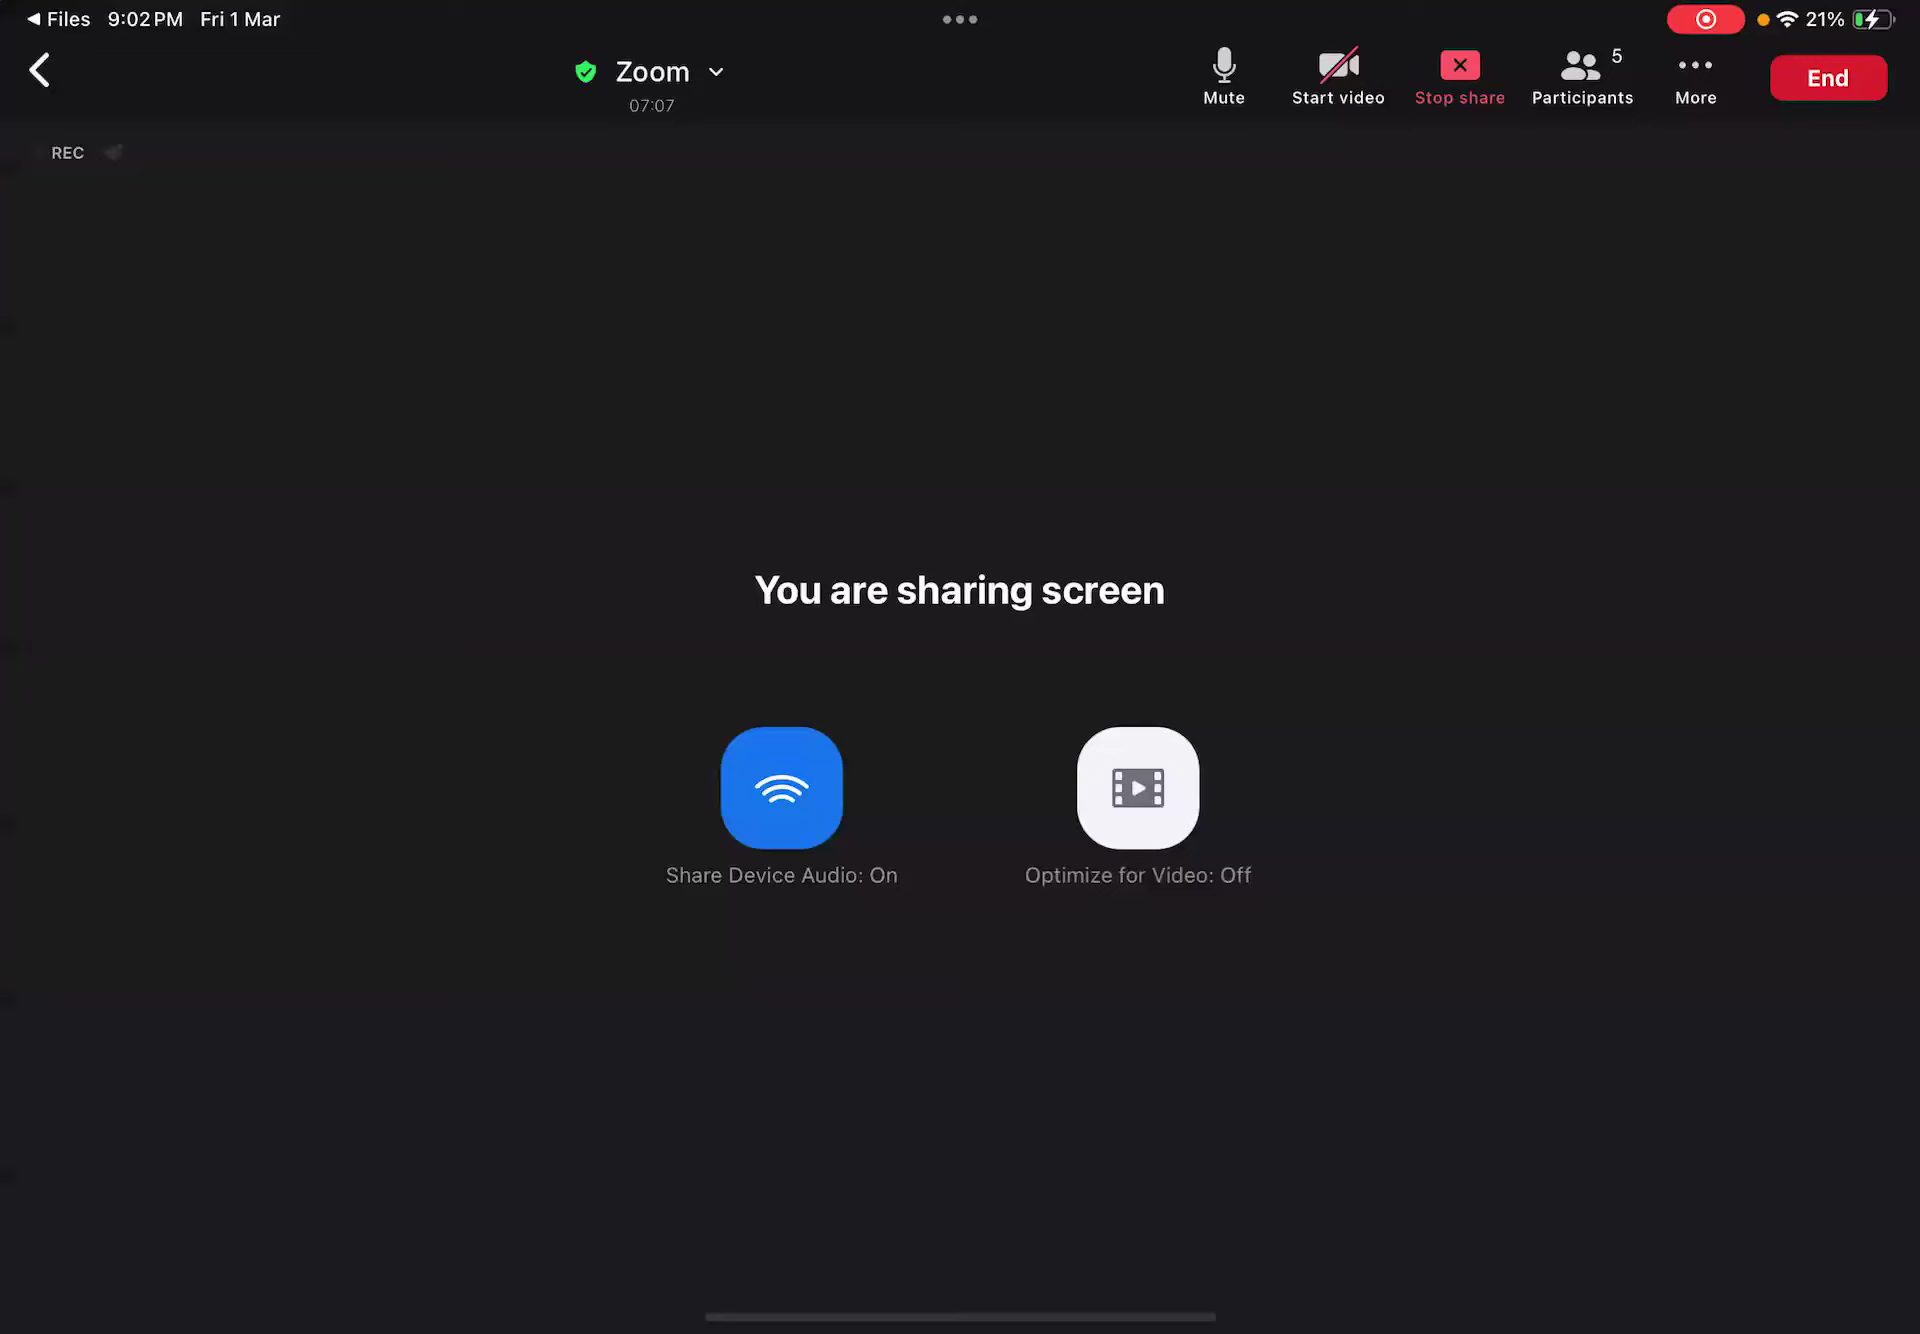 Files 9:02 PM Fri 1 Mar
21%
Zoom
07:07
Mute
Start video
Stop share
Participants
5
More
End
REC
You are sharing screen
Share Device Audio: On
Optimize for Video: Off